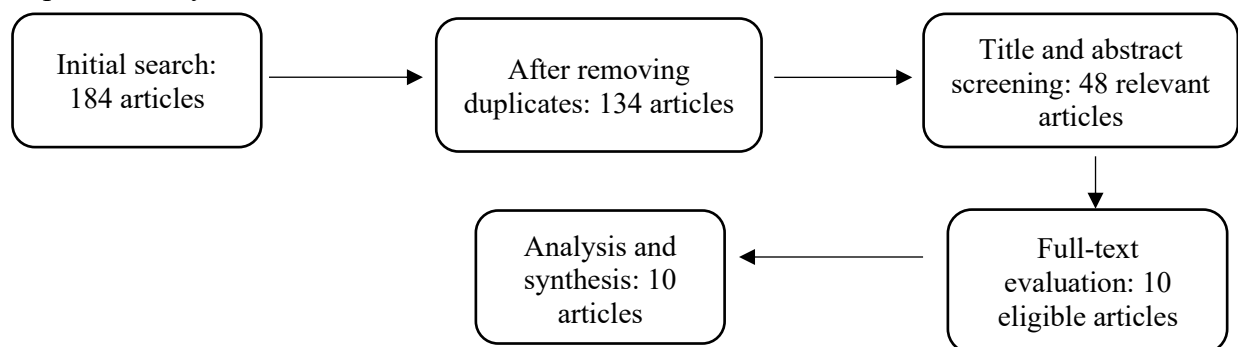 Initial search:
184 articles
After removing
duplicates: 134 articles
Title and abstract
screening: 48 relevant
articles
Full-text
evaluation: 10
eligible articles
Analysis and
synthesis: 10
articles